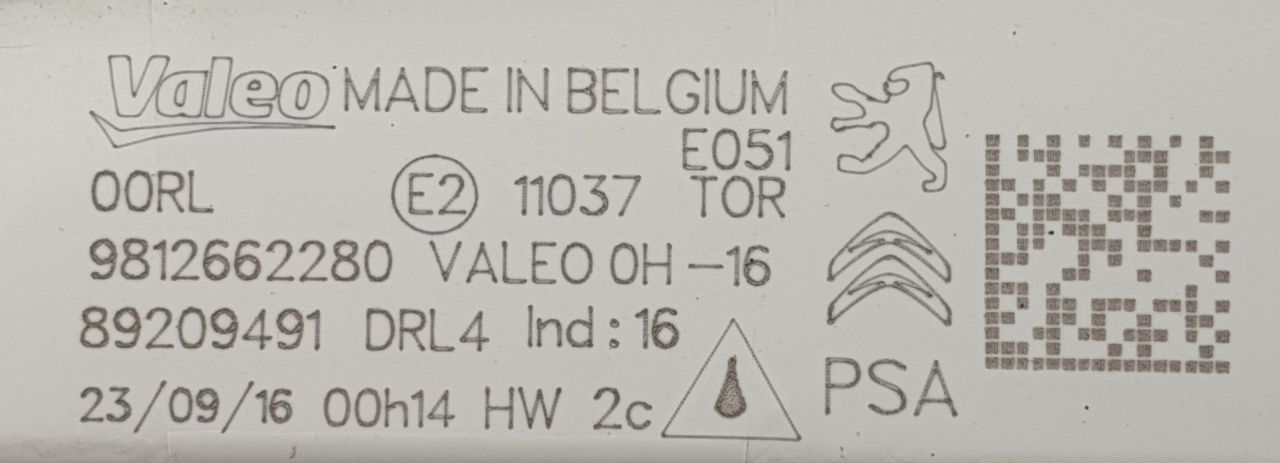 Valeo MADE IN BELGIUM
E051
00RL E2 11037 TOR
9812662280 VALEO 0H-16
89209491 DRL4 Ind:16
23/09/16 00h14 HW 2c
PSA